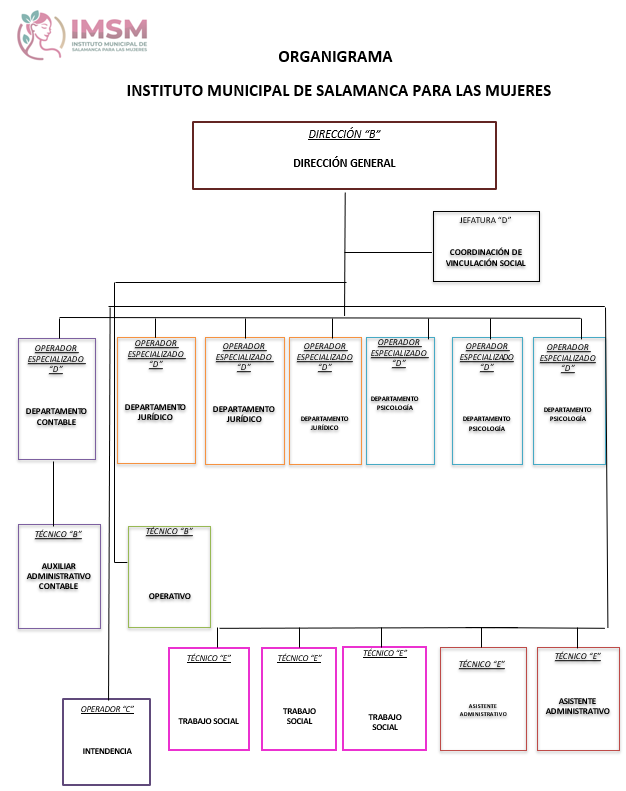 IMSM
INSTITUTO MUNICIPAL DE
SALAMANCA PARA LAS MUJERES
ORGANIGRAMA
INSTITUTO MUNICIPAL DE SALAMANCA PARA LAS MUJERES
DIRECCIÓN “B”
DIRECCIÓN GENERAL
JEFATURA “D”
COORDINACIÓN DE
VINCULACIÓN SOCIAL
OPERADOR
ESPECIALIZADO
“D”
DEPARTAMENTO
CONTABLE
OPERADOR
ESPECIALIZADO
“D”
DEPARTAMENTO
JURÍDICO
OPERADOR
ESPECIALIZADO
“D”
DEPARTAMENTO
JURÍDICO
OPERADOR
ESPECIALIZADO
“D”
DEPARTAMENTO
JURÍDICO
OPERADOR
ESPECIALIZADO
“D”
DEPARTAMENTO
PSICOLOGÍA
OPERADOR
ESPECIALIZADO
“D”
DEPARTAMENTO
PSICOLOGÍA
OPERADOR
ESPECIALIZADO
“D”
DEPARTAMENTO
PSICOLOGÍA
TÉCNICO “B”
AUXILIAR
ADMINISTRATIVO
CONTABLE
TÉCNICO “B”
OPERATIVO
TÉCNICO “E”
TRABAJO SOCIAL
TÉCNICO “E”
TRABAJO
SOCIAL
TÉCNICO “E”
TRABAJO
SOCIAL
TÉCNICO “E”
ASISTENTE
ADMINISTRATIVO
TÉCNICO “E”
ASISTENTE
ADMINISTRATIVO
OPERADOR “C”
INTENDENCIA